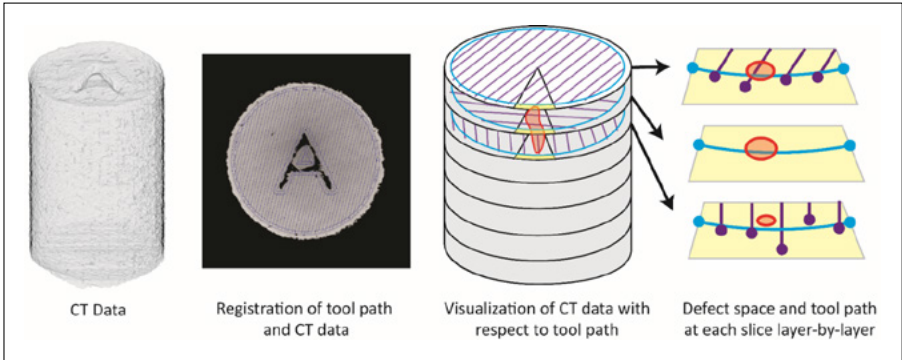 A
CT Data
Registration of tool path
and CT data
Visualization of CT data with
respect to tool path
Defect space and tool path
at each slice layer-by-layer